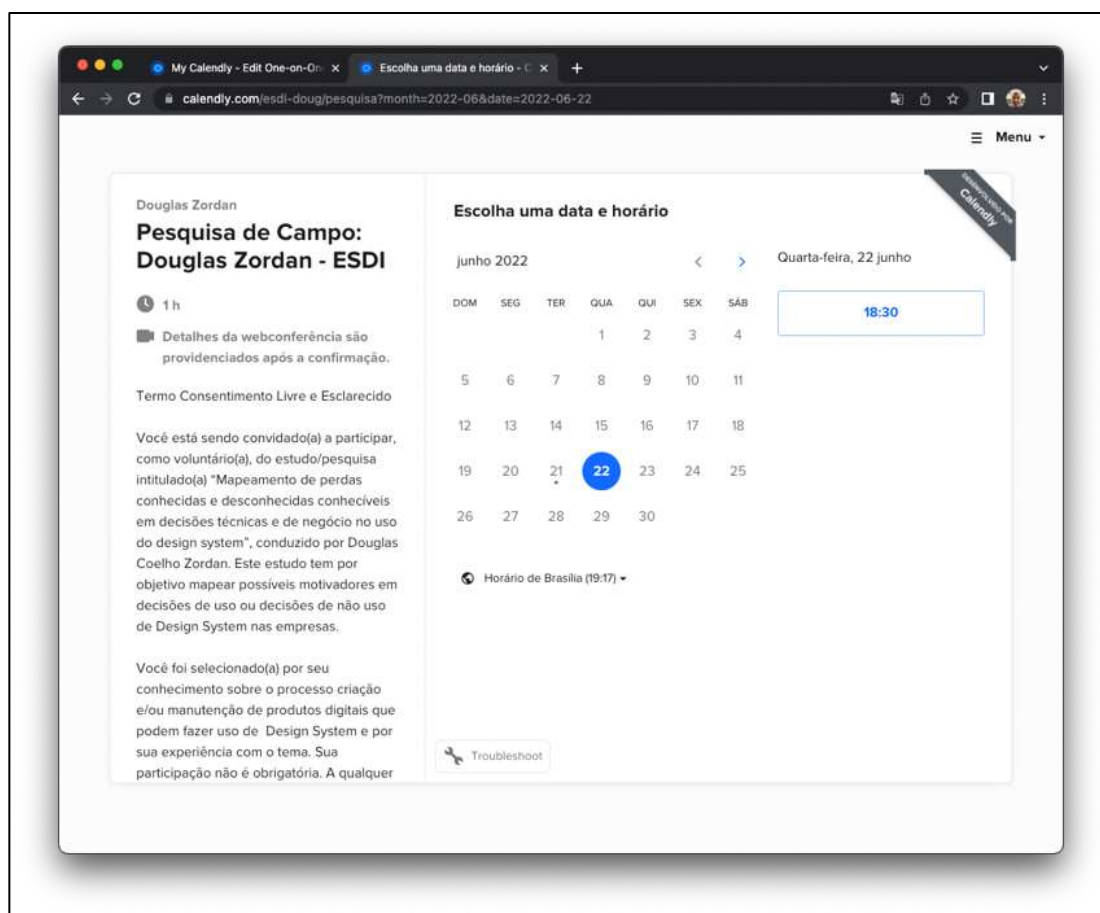 My Calendly - Edit One-on-On
Escolha uma data e horário - C
calendly.com/esdi-doug/pesquisa?month=2022-06&date=2022-06-22
Menu
Douglas Zordan
Pesquisa de Campo:
Douglas Zordan - ESDI
1 h
Detalhes da webconferência são
providenciados após a confirmação.
Termo Consentimento Livre e Esclarecido
Você está sendo convidado(a) a participar,
como voluntário(a), do estudo/pesquisa
intitulado(a) “Mapeamento de perdas
conhecidas e desconhecidas conhecíveis
em decisões técnicas e de negócio no uso
do design system”, conduzido por Douglas
Coelho Zordan. Este estudo tem por
objetivo mapear possíveis motivadores em
decisões de uso ou decisões de não uso
de Design System nas empresas.
Você foi selecionado(a) por seu
conhecimento sobre o processo criação
e/ou manutenção de produtos digitais que
podem fazer uso de Design System e por
sua experiência com o tema. Sua
participação não é obrigatória. A qualquer
Escolha uma data e horário
junho 2022
DOM SEG TER QUA QUI SEX SÁB
1 2 3 4
5 6 7 8 9 10 11
12 13 14 15 16 17 18
19 20 21 22 23 24 25
26 27 28 29 30
Horário de Brasília (19:17)
Troubleshoot
Quarta-feira, 22 junho
18:30
DESENVOLVIDO POR
Calendly